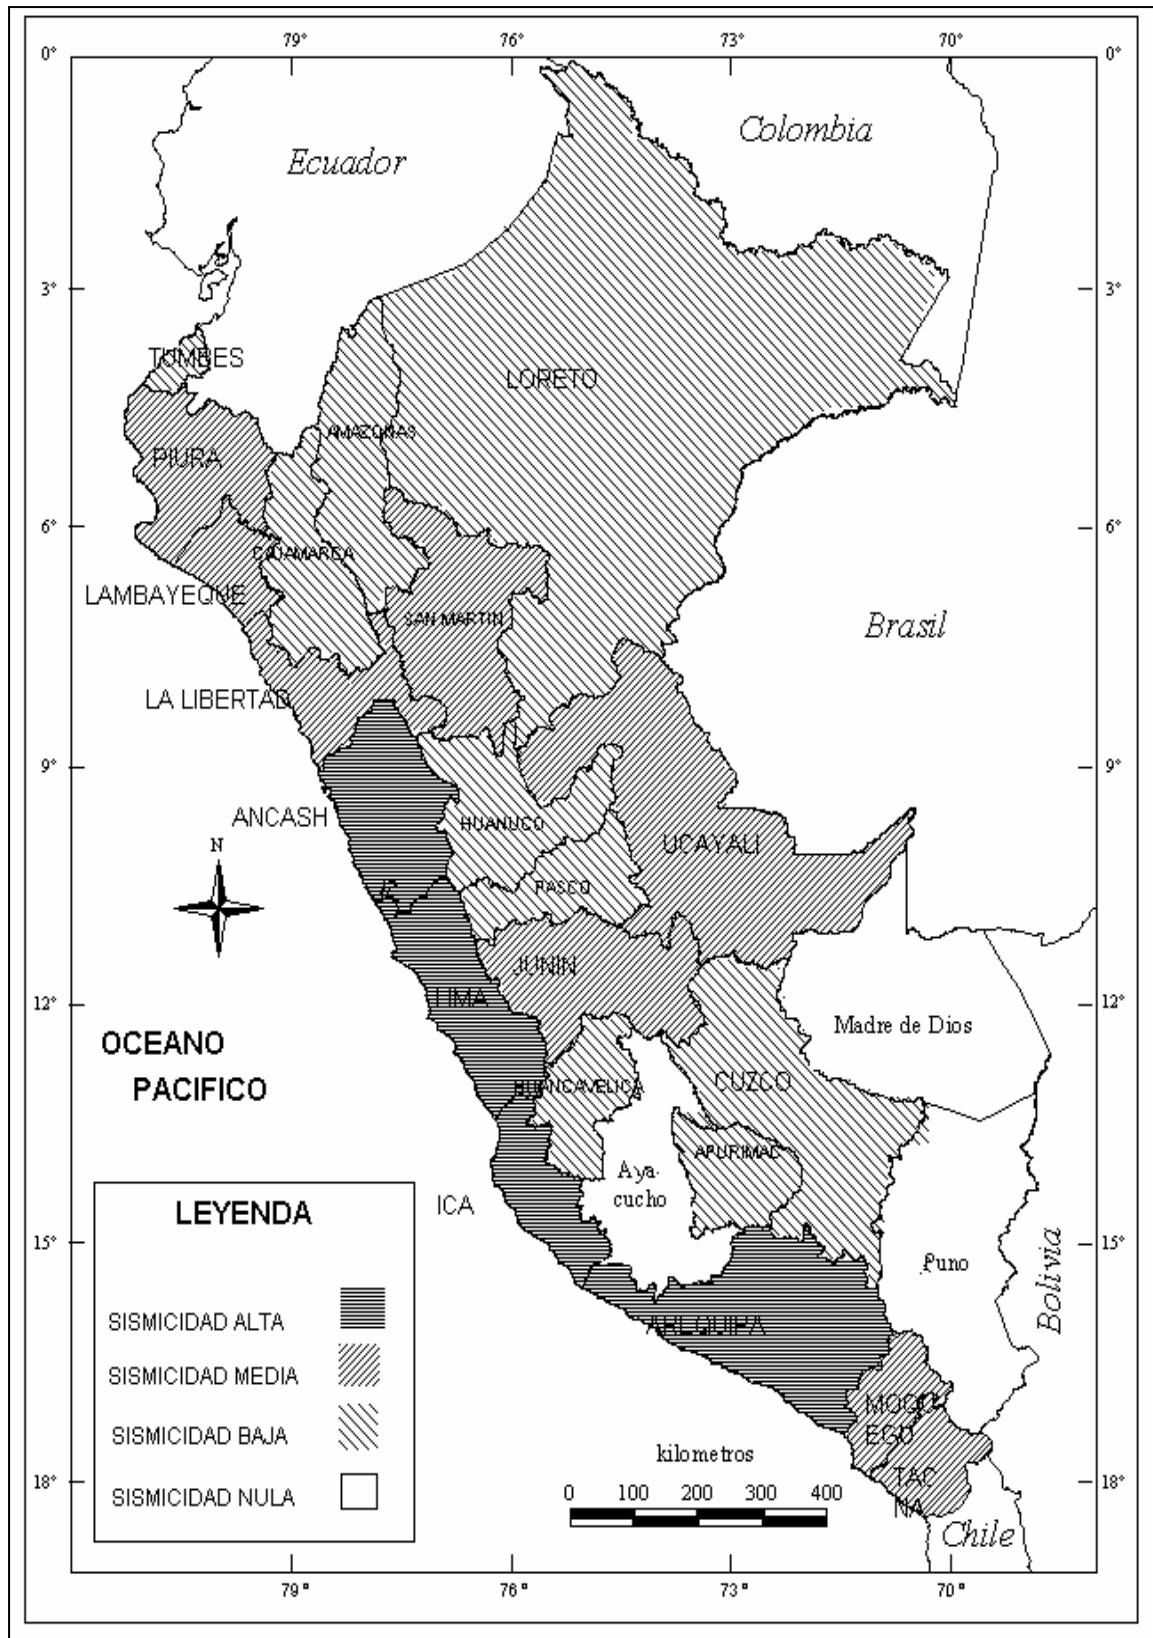 79°
76°
73°
70°
0°
0°
Colombia
Ecuador
3°
3°
TUMBES
LORETO
AMAZONAS
PIURA
6°
6°
CAJAMARCA
LAMBAYEQUE
SAN MARTIN
Brasil
LA LIBERTAD
9°
9°
ANCASH
HUANUCO
UCAYALI
N
PASCO
JUNIN
LIMA
12°
12°
Madre de Dios
OCEANO
PACIFICO
HUANCAVELICA
CUZCO
APURIMAC
Aya-
cucho
ICA
LEYENDA
15°
15°
Puno
Bolivia
SISMICIDAD ALTA
AREQUIPA
SISMICIDAD MEDIA
MOQU
EGU
SISMICIDAD BAJA
kilometros
TAC
NA
18°
18°
SISMICIDAD NULA
0 100 200 300 400
Chile
79°
76°
73°
70°